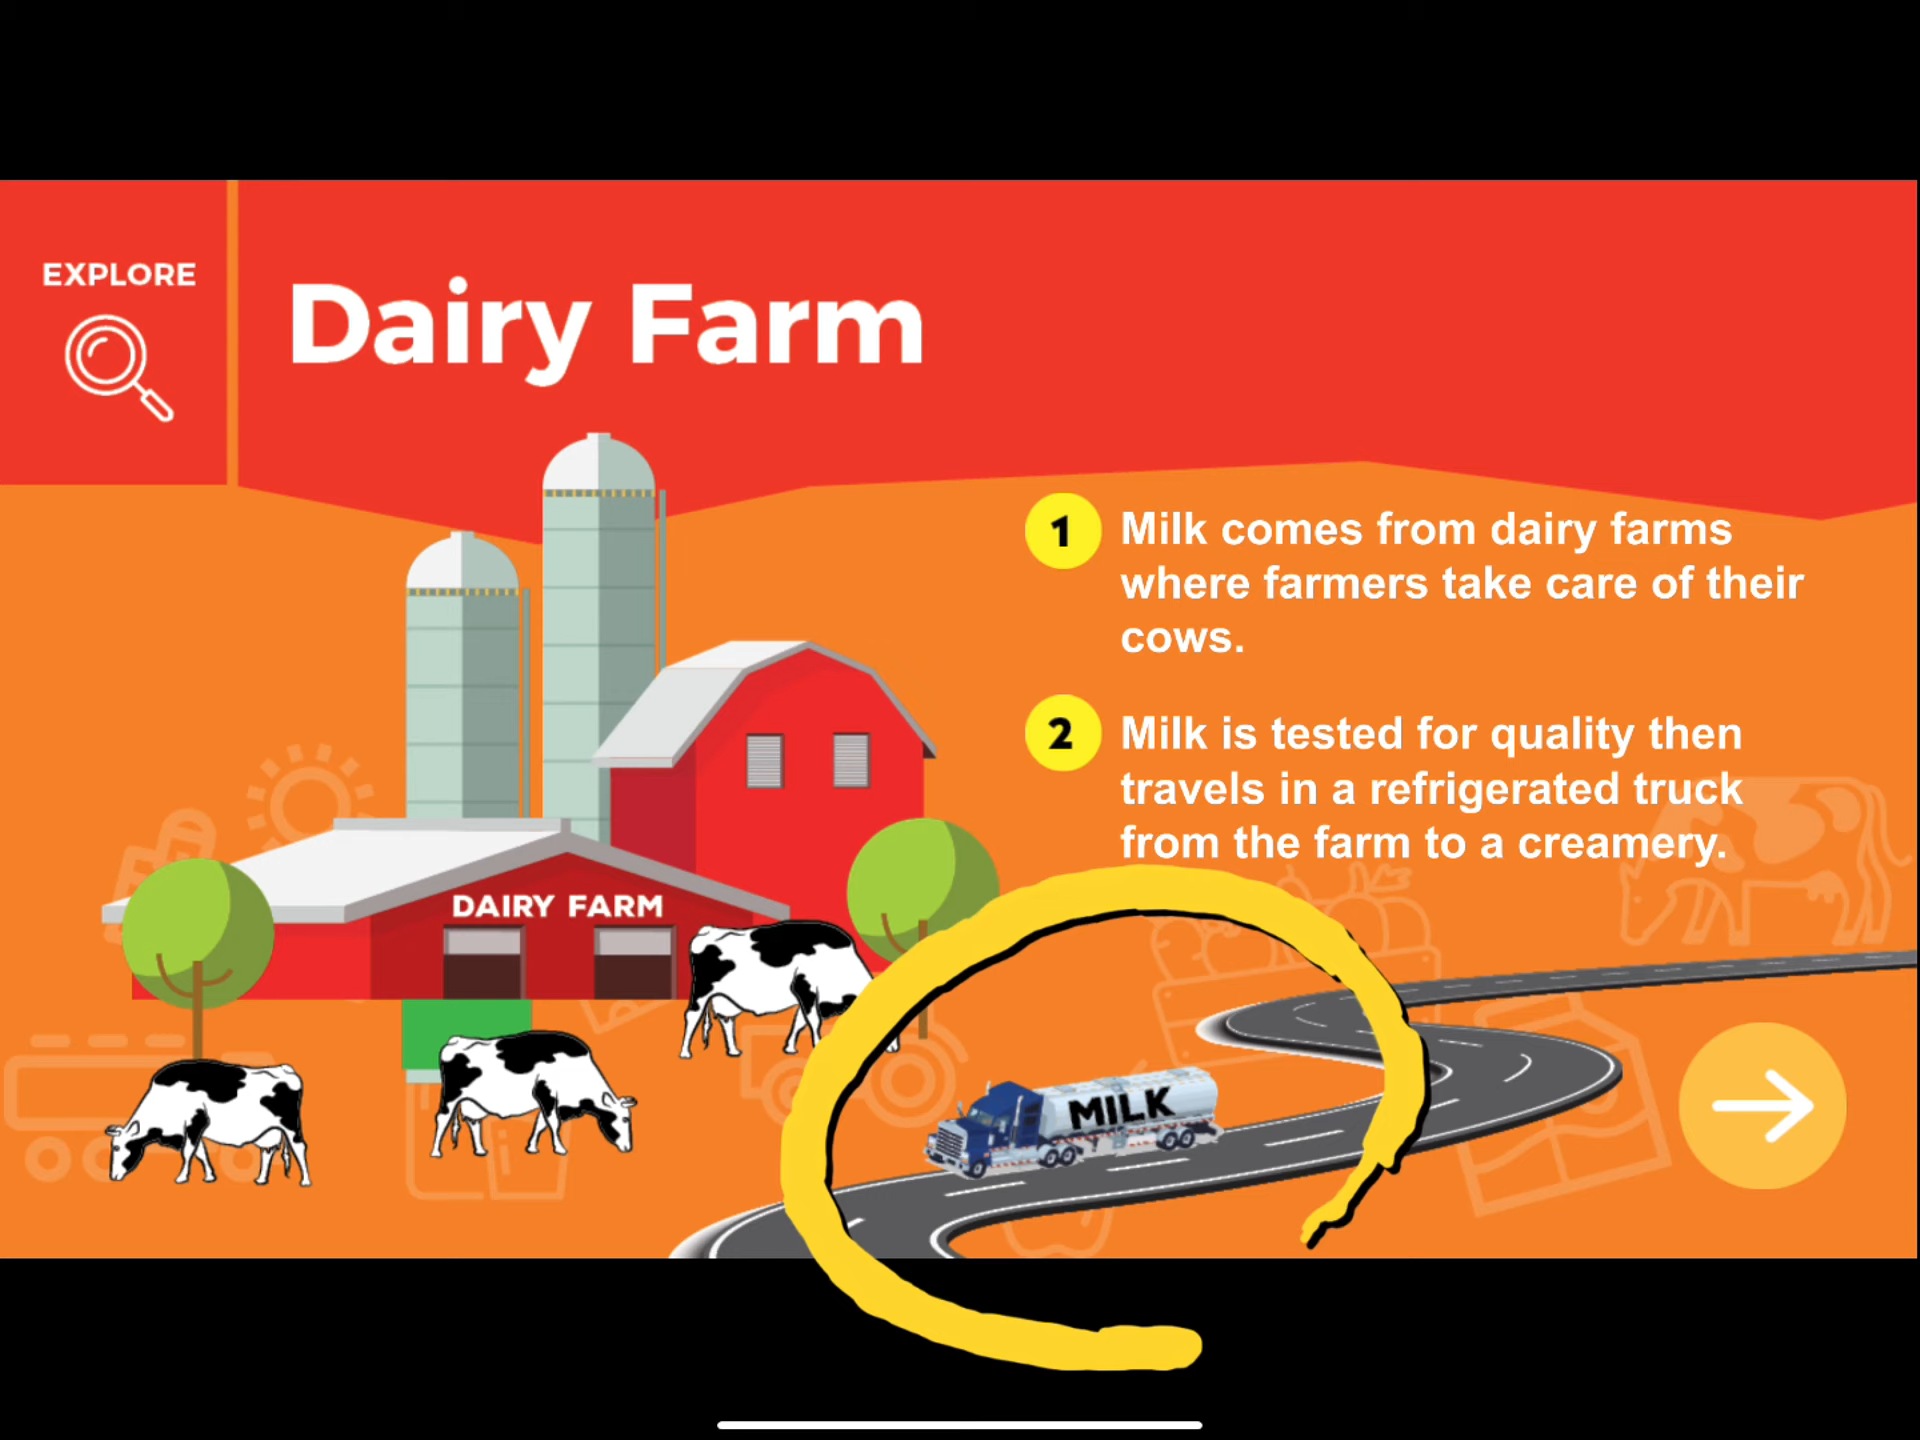 EXPLORE
Dairy Farm
1 Milk comes from dairy farms
where farmers take care of their
cows.
2 Milk is tested for quality then
travels in a refrigerated truck
from the farm to a creamery.
DAIRY FARM
MILK